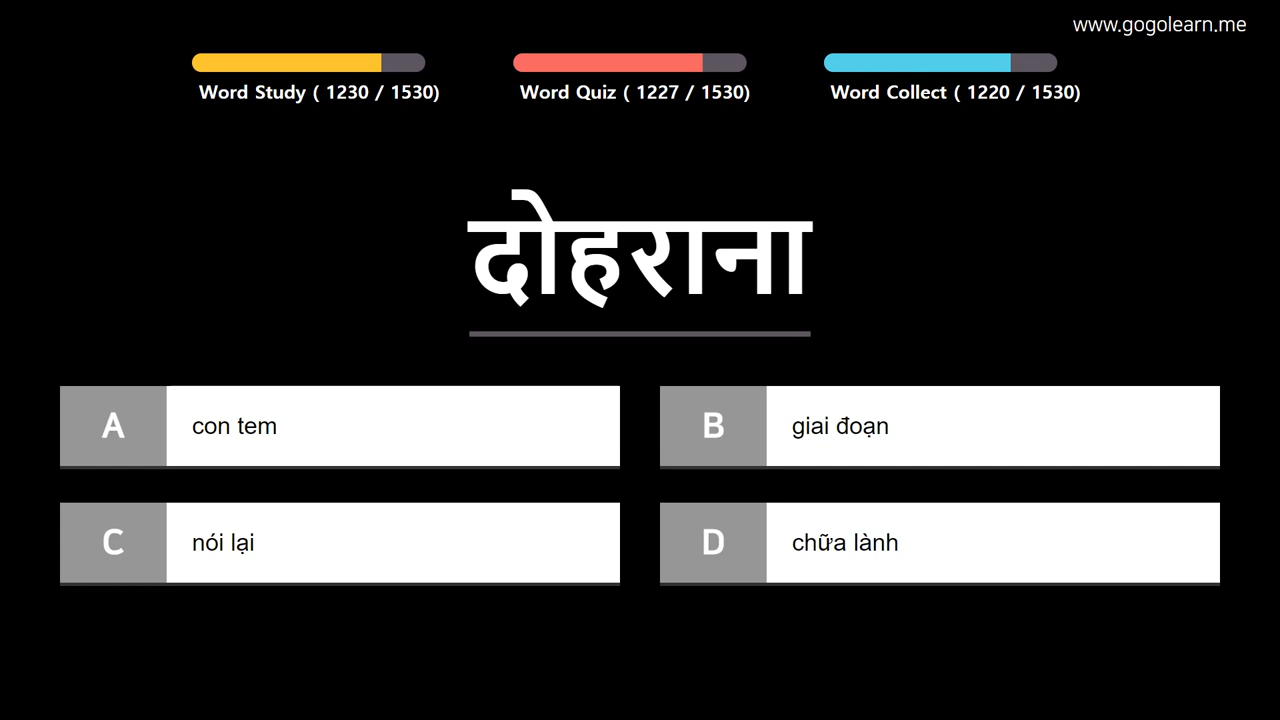 www.gogolearn.me
Word Study ( 1230 / 1530)
Word Quiz ( 1227 / 1530)
Word Collect ( 1220 / 1530)
दोहराना
A con tem
B giai đoạn
C nói lại
D chữa lành